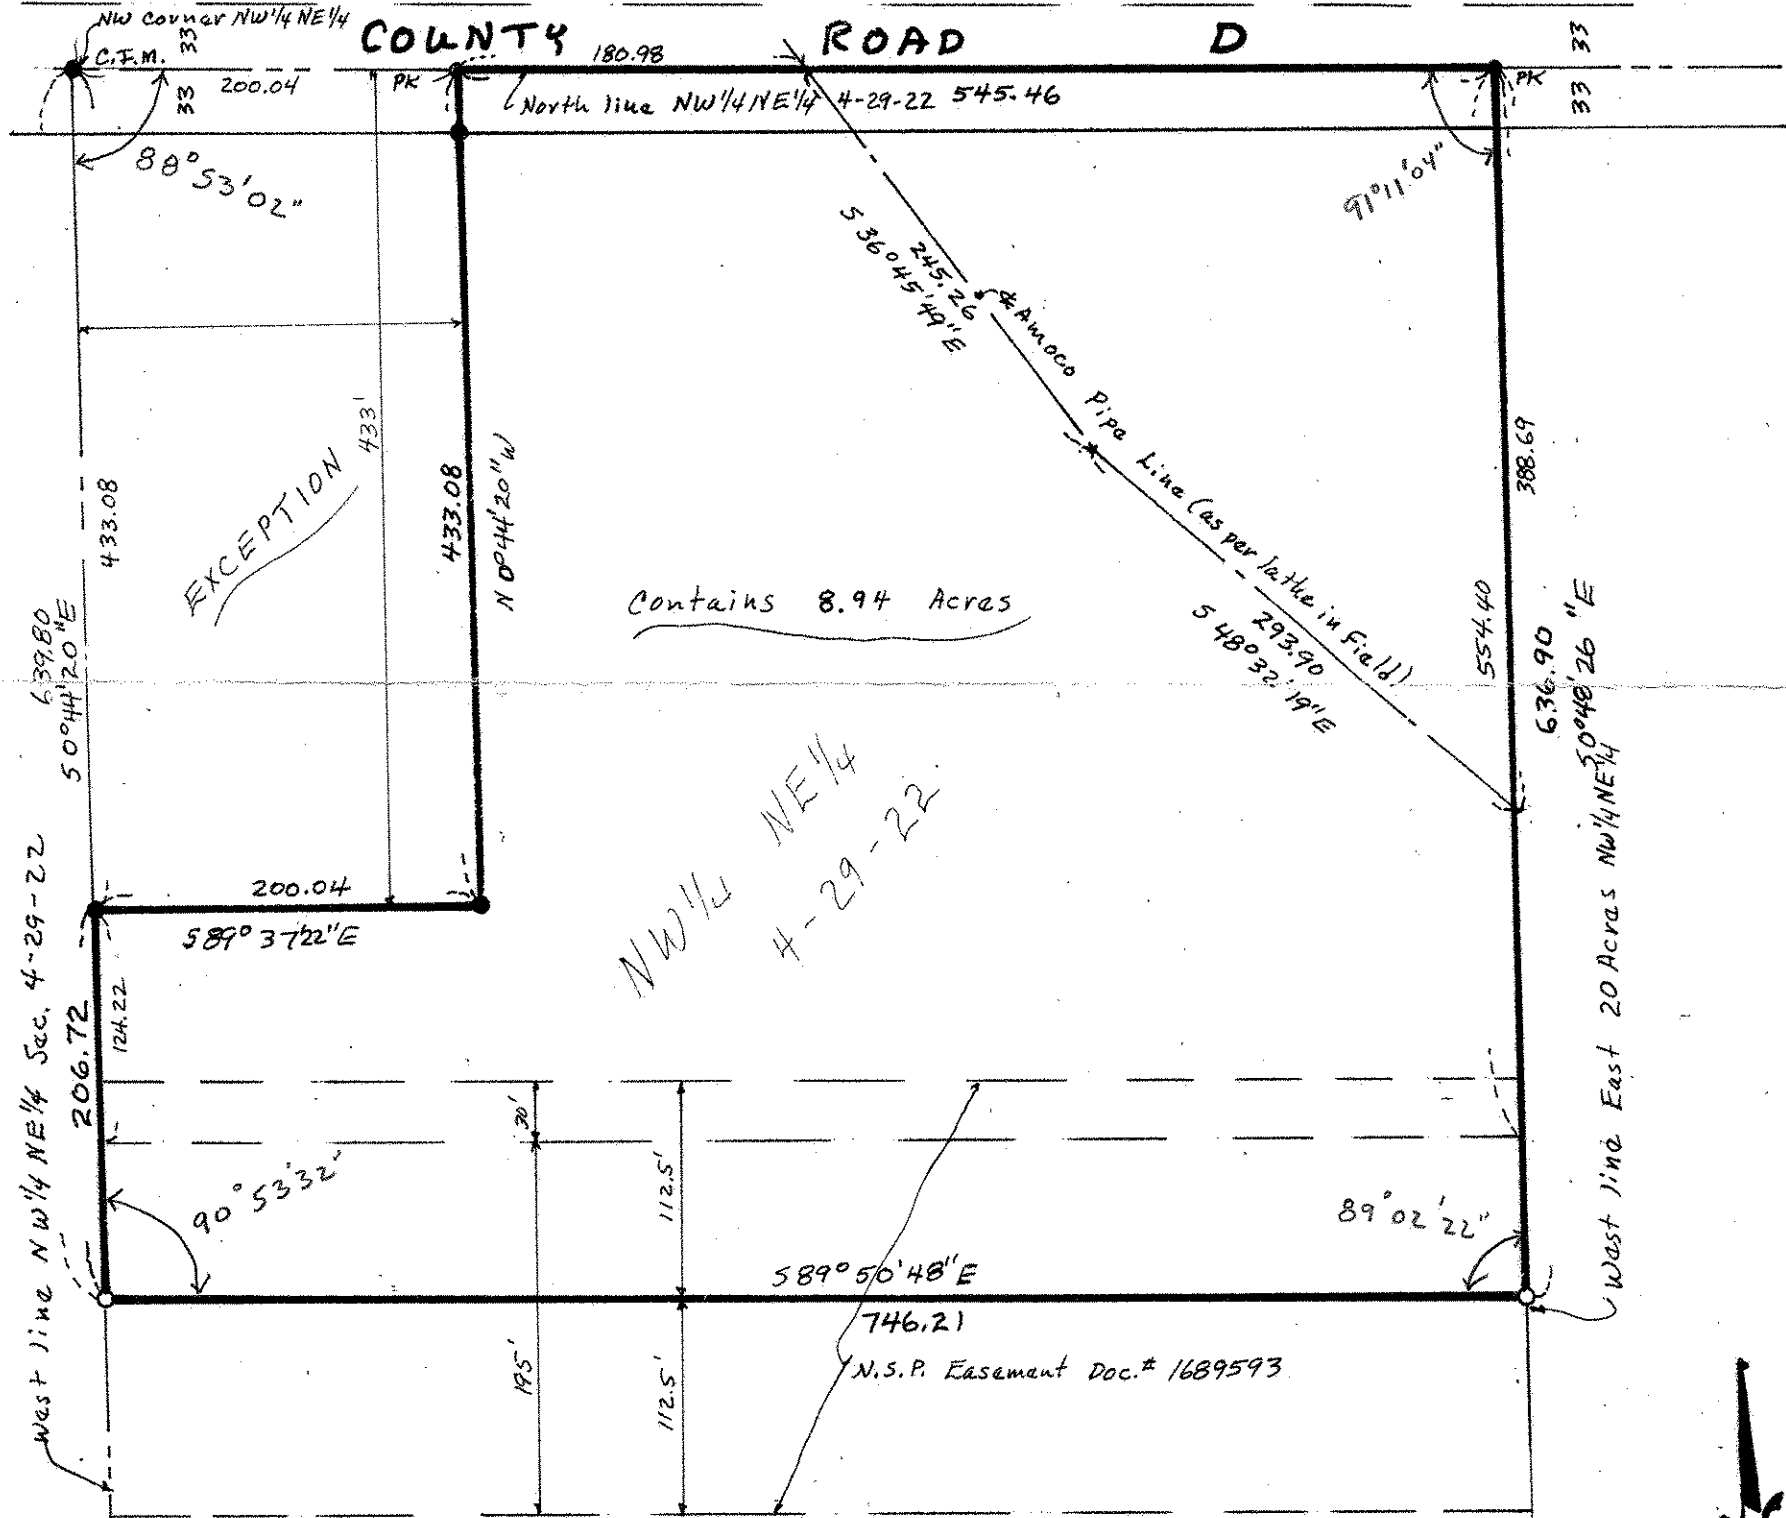 NW Corner NW¼ NE¼
C.I.M.
33
33
COUNTY ROAD D
33
33
200.04
PK
180.98
PK
North line NW¼NE¼ 4-29-22 545.46
88°53'02"
91°11'04"
S 36°45'49"E
245.26
Amoco Pipe Line (as per lathe in Field)
293.90
S 48°32'19"E
433'
EXCEPTION
433.08
433.08
N 0°44'20"W
388.69
639.80
S 0°44'20"E
Contains 8.94 Acres
554.40
636.90
S 0°48'26"E
NW¼ NE¼
4-29-22
200.04
S 89° 37'22"E
West line NW¼ NE¼ Sec. 4-29-22
206.72
124.22
West line East 20 Acres NW¼NE¼
30'
112.5'
90°53'32"
89°02'22"
S 89°50'48"E
746.21
195'
112.5'
N.S.P. Easement Doc.# 1689593